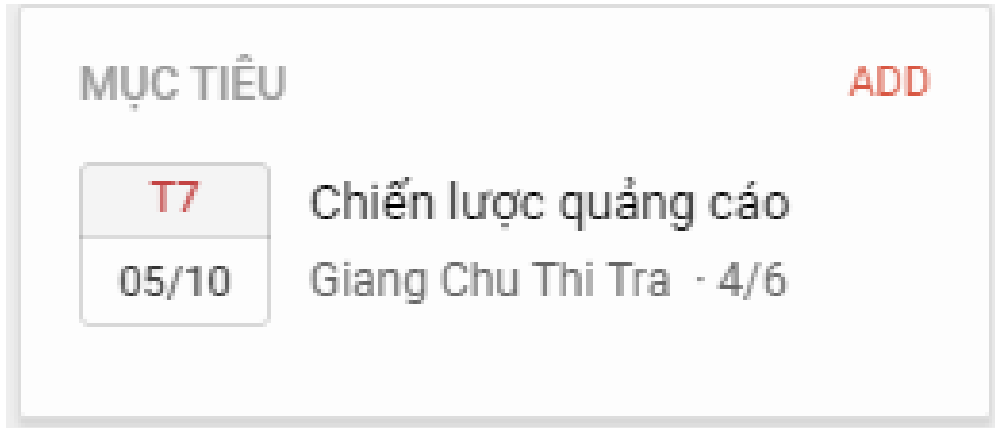 MỤC TIÊU ADD
T7
Chiến lược quảng cáo
05/10
Giang Chu Thi Tra · 4/6